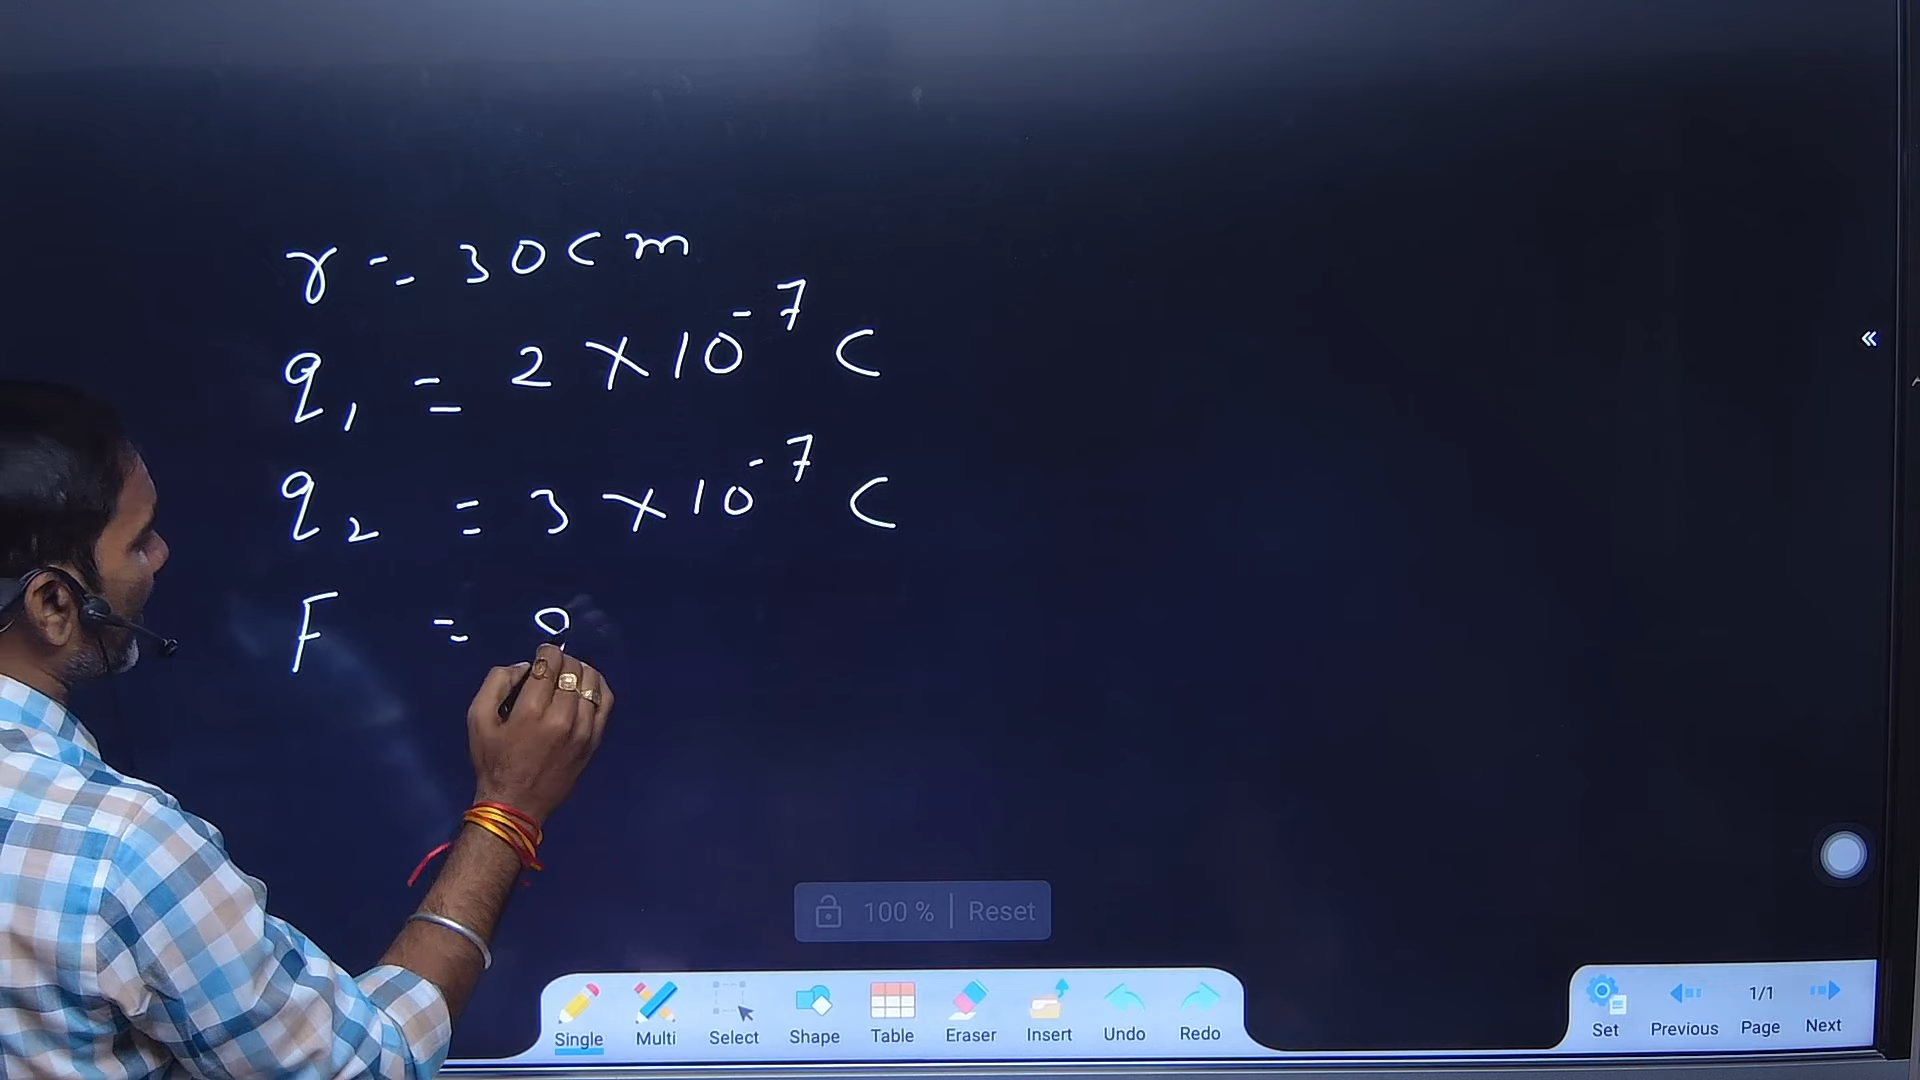 r = 30cm
q₁ = 2 × 10⁻⁷ C
q₂ = 3 × 10⁻⁷ C
F =
«
100 % | Reset
Single Multi Select Shape Table Eraser Insert Undo Redo
Set Previous 1/1 Page Next